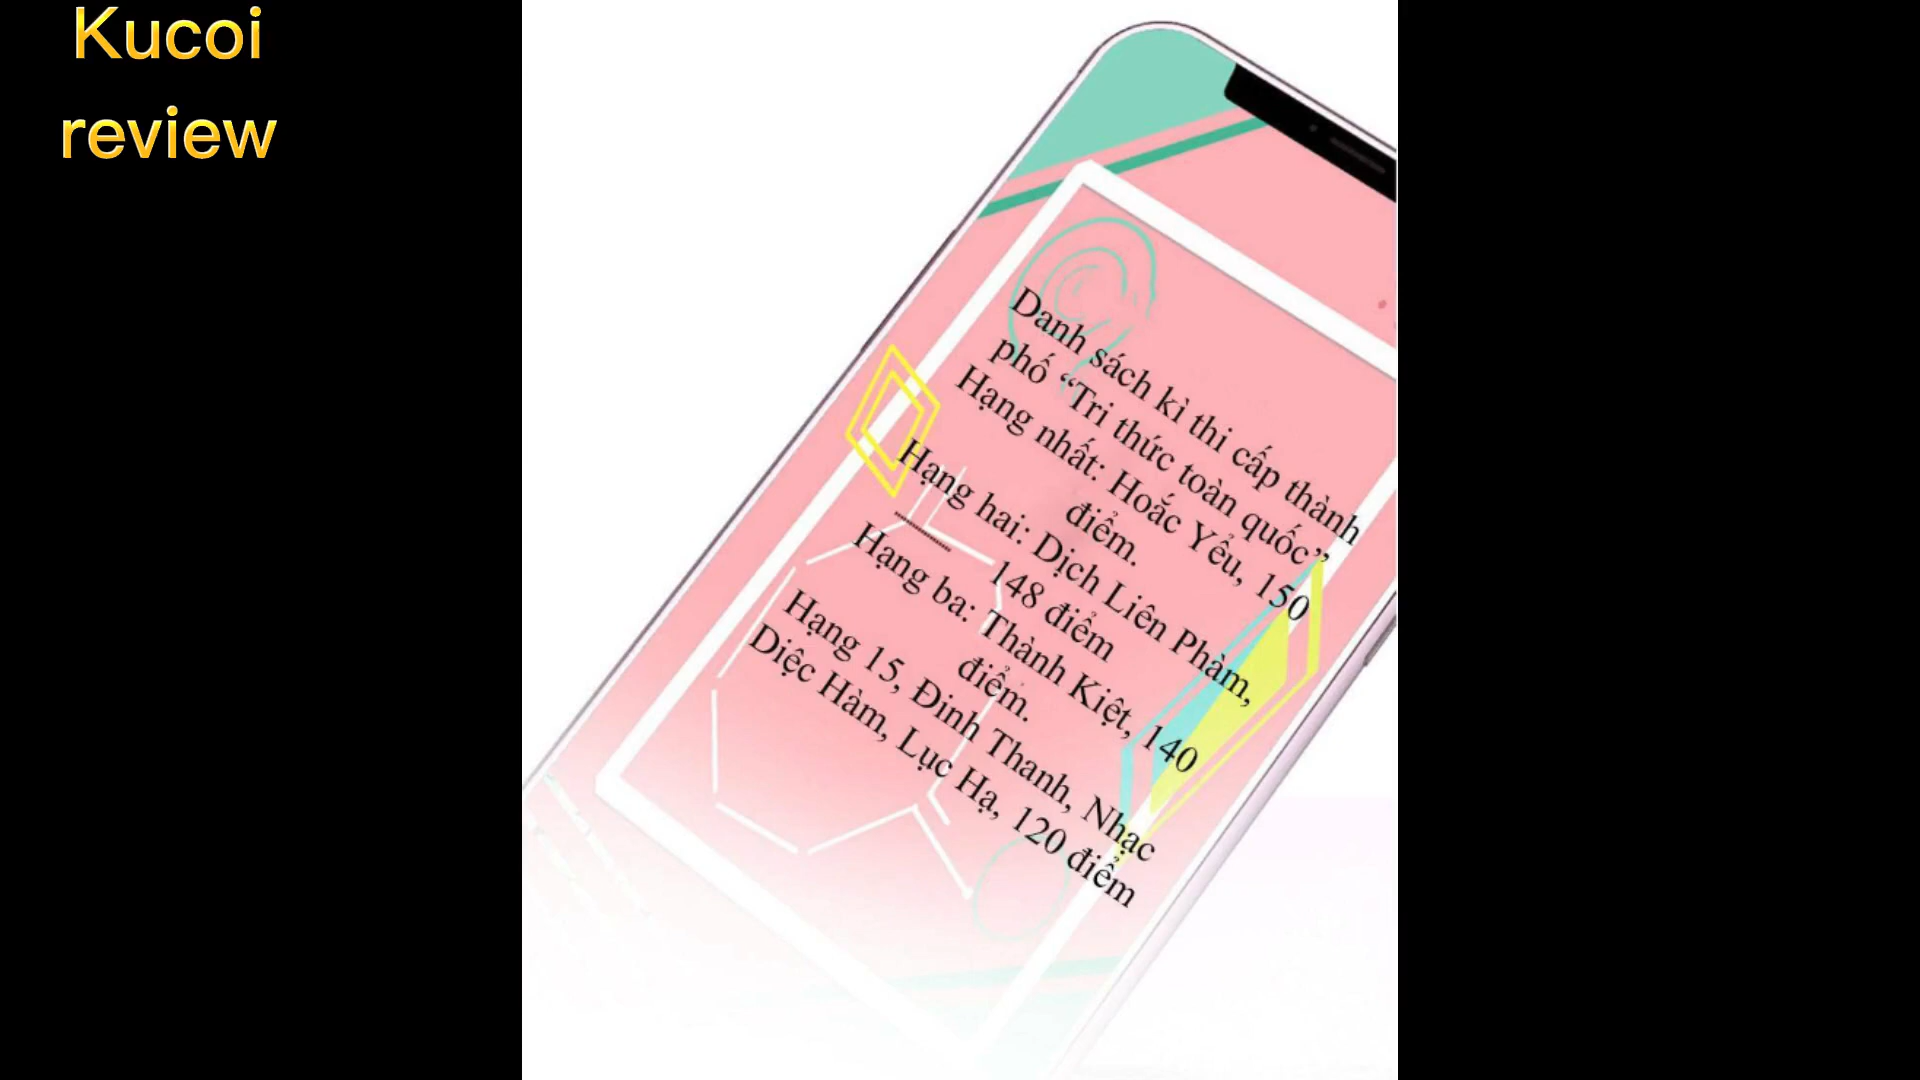 Kucoi
review
Danh sách kì thi cấp thành
phố “Tri thức toàn quốc”
Hạng nhất: Hoắc Yểu, 150
điểm.
Hạng hai: Dịch Liên Phàm,
148 điểm
Hạng ba: Thành Kiệt, 140
điểm.
Hạng 15, Đinh Thanh, Nhạc
Diệc Hàm, Lục Hạ, 120 điểm